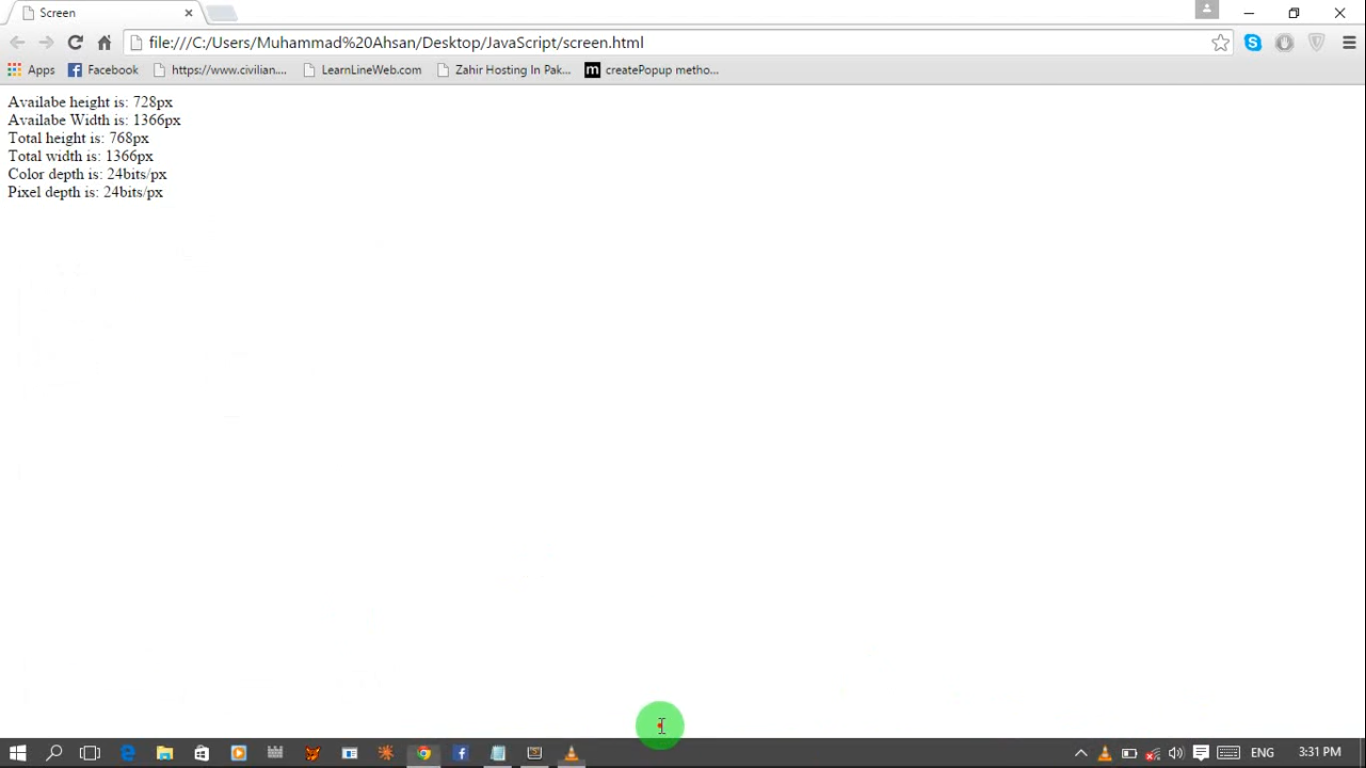 Screen
file:///C:/Users/Muhammad%20Ahsan/Desktop/JavaScript/screen.html
Apps Facebook https://www.civilian.... LearnLineWeb.com Zahir Hosting In Pak... m createPopup metho...
Availabe height is: 728px
Availabe Width is: 1366px
Total height is: 768px
Total width is: 1366px
Color depth is: 24bits/px
Pixel depth is: 24bits/px
ENG 3:31 PM